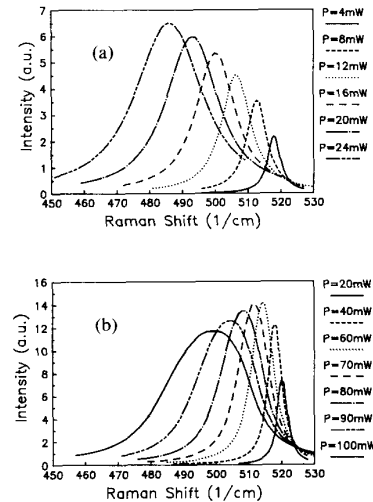 (a)
Intensity (a.u.)
7
6
5
4
3
2
1
0
450 460 470 480 490 500 510 520 530
Raman Shift (1/cm)
P=4mW
P=8mW
P=12mW
P=16mW
P=20mW
P=24mW
(b)
Intensity (a.u.)
16
14
12
10
8
6
4
2
0
450 460 470 480 490 500 510 520 530
Raman Shift (1/cm)
P=20mW
P=40mW
P=60mW
P=70mW
P=80mW
P=90mW
P=100mW